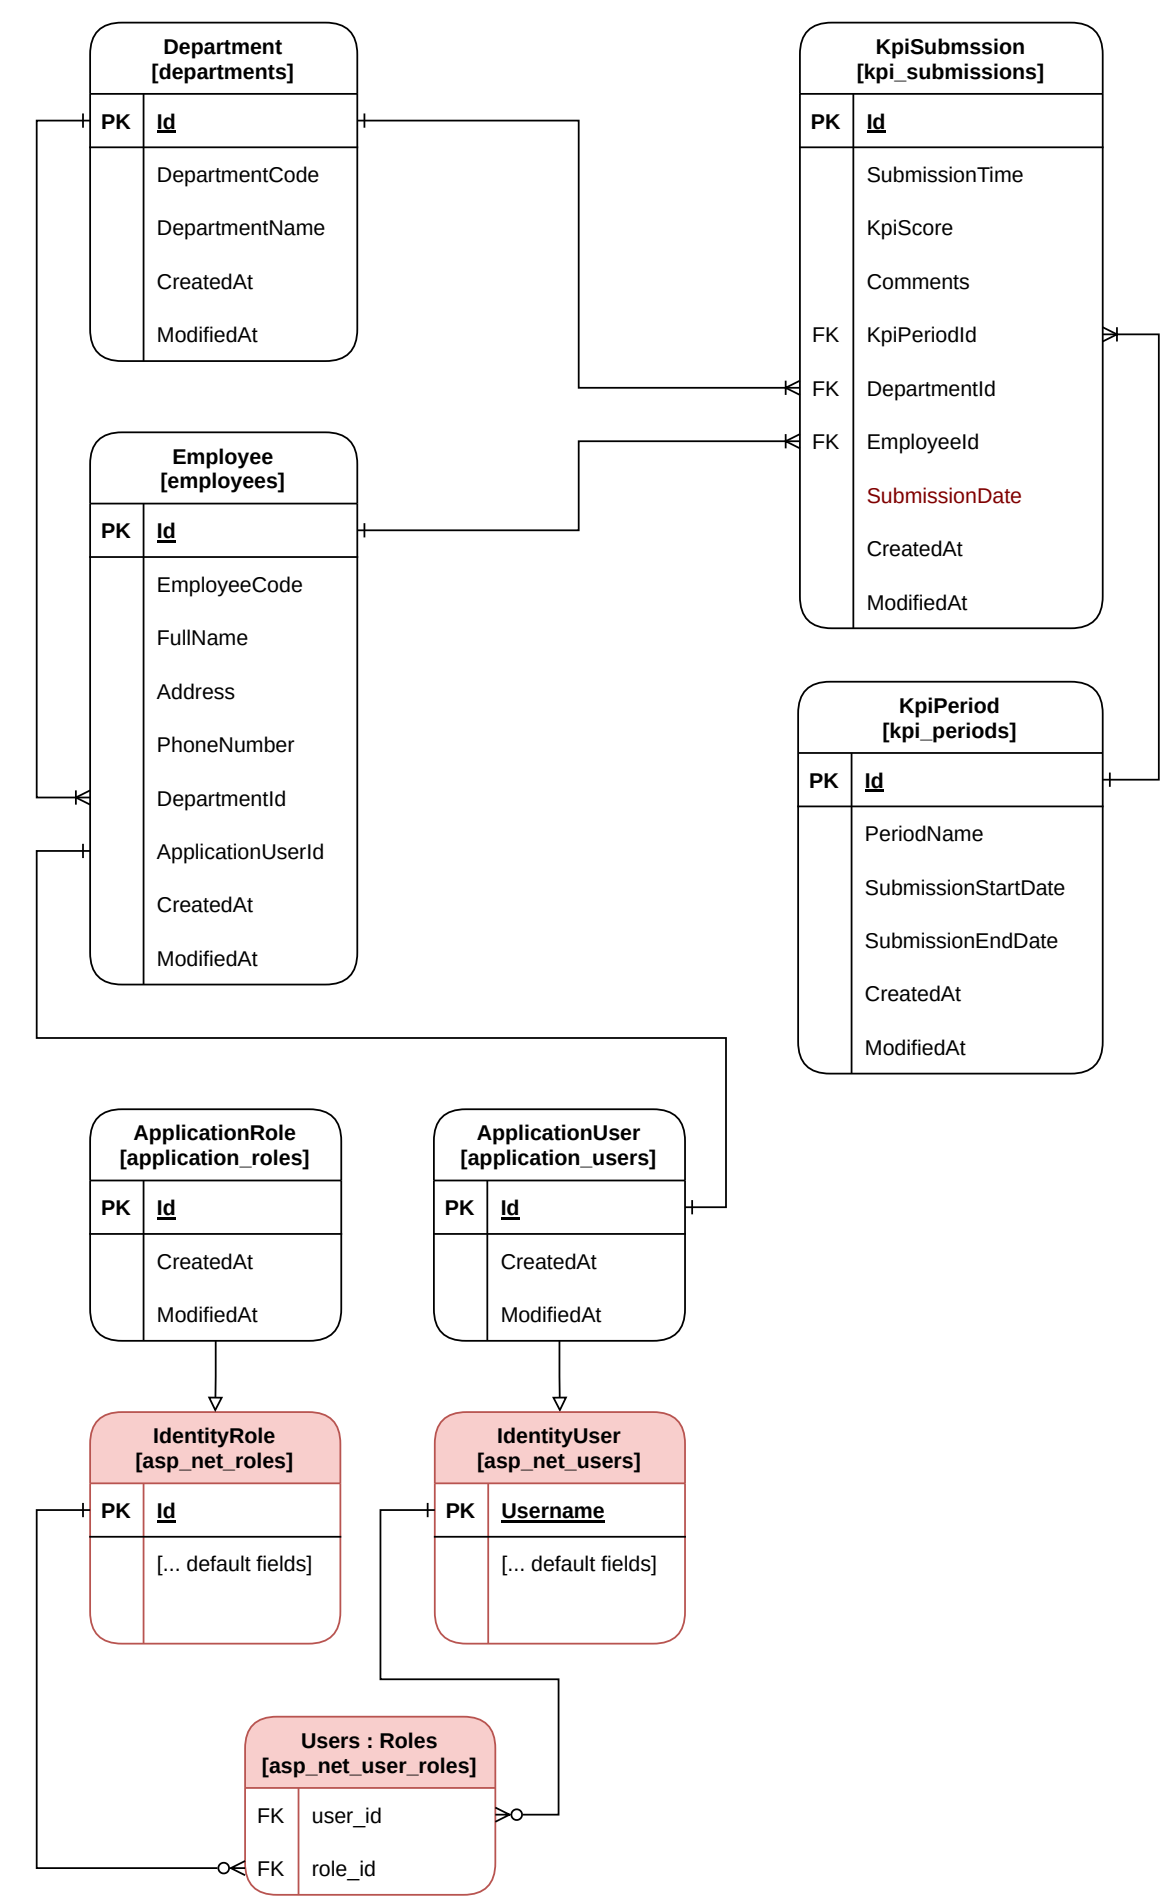 Department
[departments]
PK Id
DepartmentCode
DepartmentName
CreatedAt
ModifiedAt
KpiSubmssion
[kpi_submissions]
PK Id
SubmissionTime
KpiScore
Comments
FK KpiPeriodId
FK DepartmentId
FK EmployeeId
SubmissionDate
CreatedAt
ModifiedAt
Employee
[employees]
PK Id
EmployeeCode
FullName
Address
PhoneNumber
DepartmentId
ApplicationUserId
CreatedAt
ModifiedAt
KpiPeriod
[kpi_periods]
PK Id
PeriodName
SubmissionStartDate
SubmissionEndDate
CreatedAt
ModifiedAt
ApplicationRole
[application_roles]
PK Id
CreatedAt
ModifiedAt
ApplicationUser
[application_users]
PK Id
CreatedAt
ModifiedAt
IdentityRole
[asp_net_roles]
PK Id
[... default fields]
IdentityUser
[asp_net_users]
PK Username
[... default fields]
Users : Roles
[asp_net_user_roles]
FK user_id
FK role_id